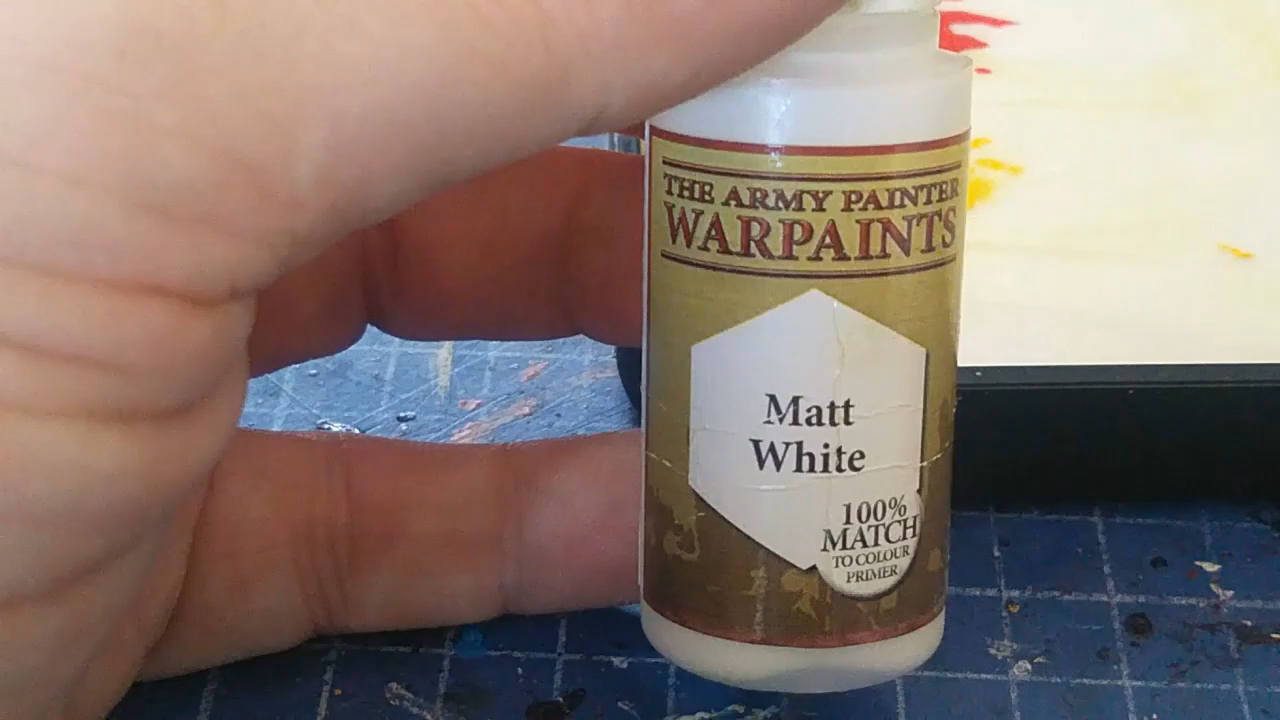 THE ARMY PAINTER
WARPAINTS
Matt
White
100%
MATCH
TO COLOUR
PRIMER